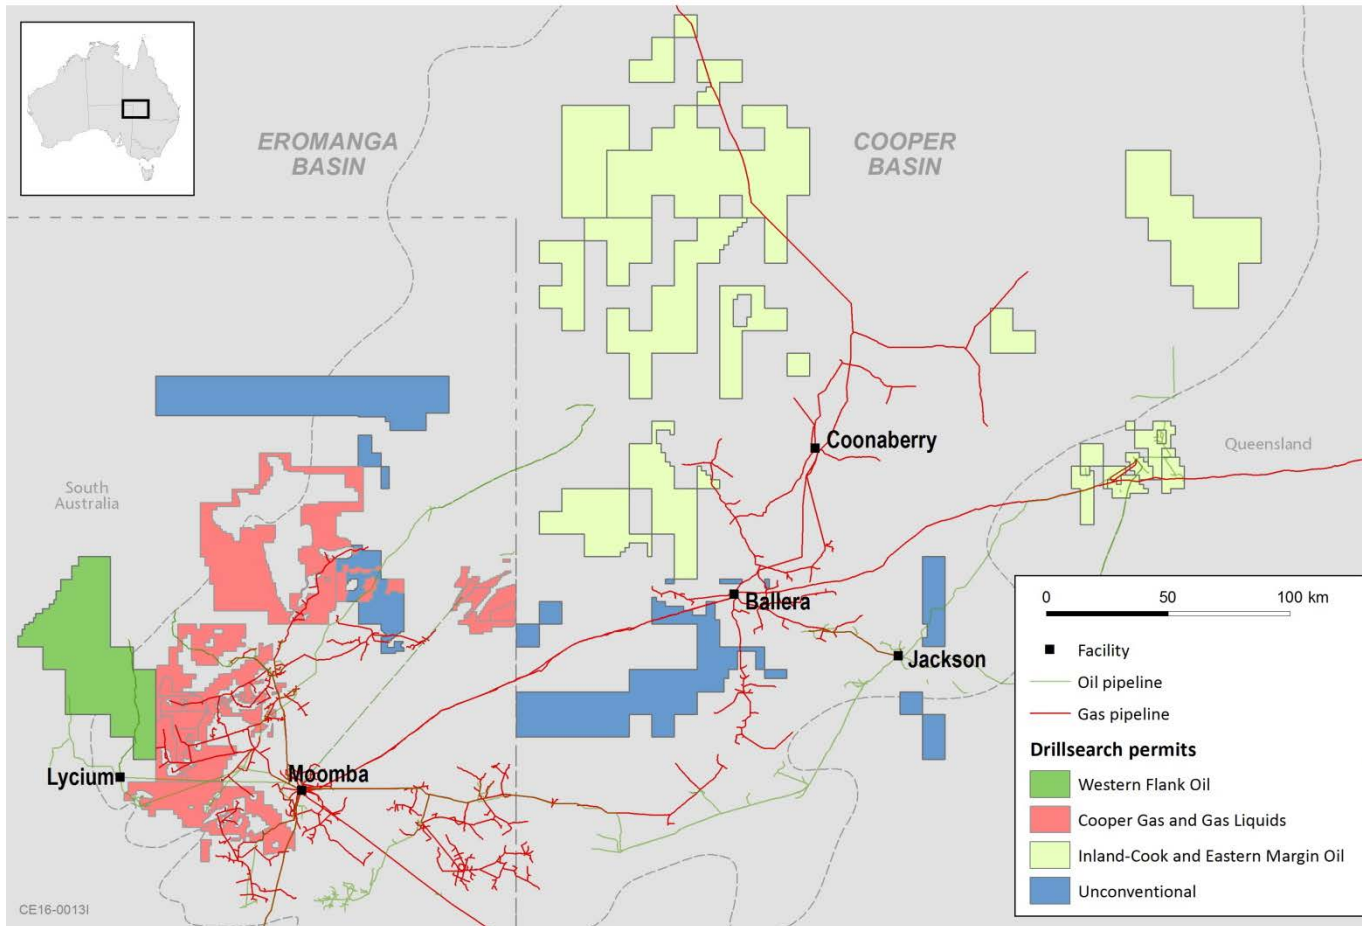 EROMANGA
BASIN
COOPER
BASIN
Coonaberry
Queensland
South
Australia
Ballera
Jackson
Lycium
Moomba
0 50 100 km
Facility
Oil pipeline
Gas pipeline
Drillsearch permits
Western Flank Oil
Cooper Gas and Gas Liquids
Inland-Cook and Eastern Margin Oil
Unconventional
CE16-0013I